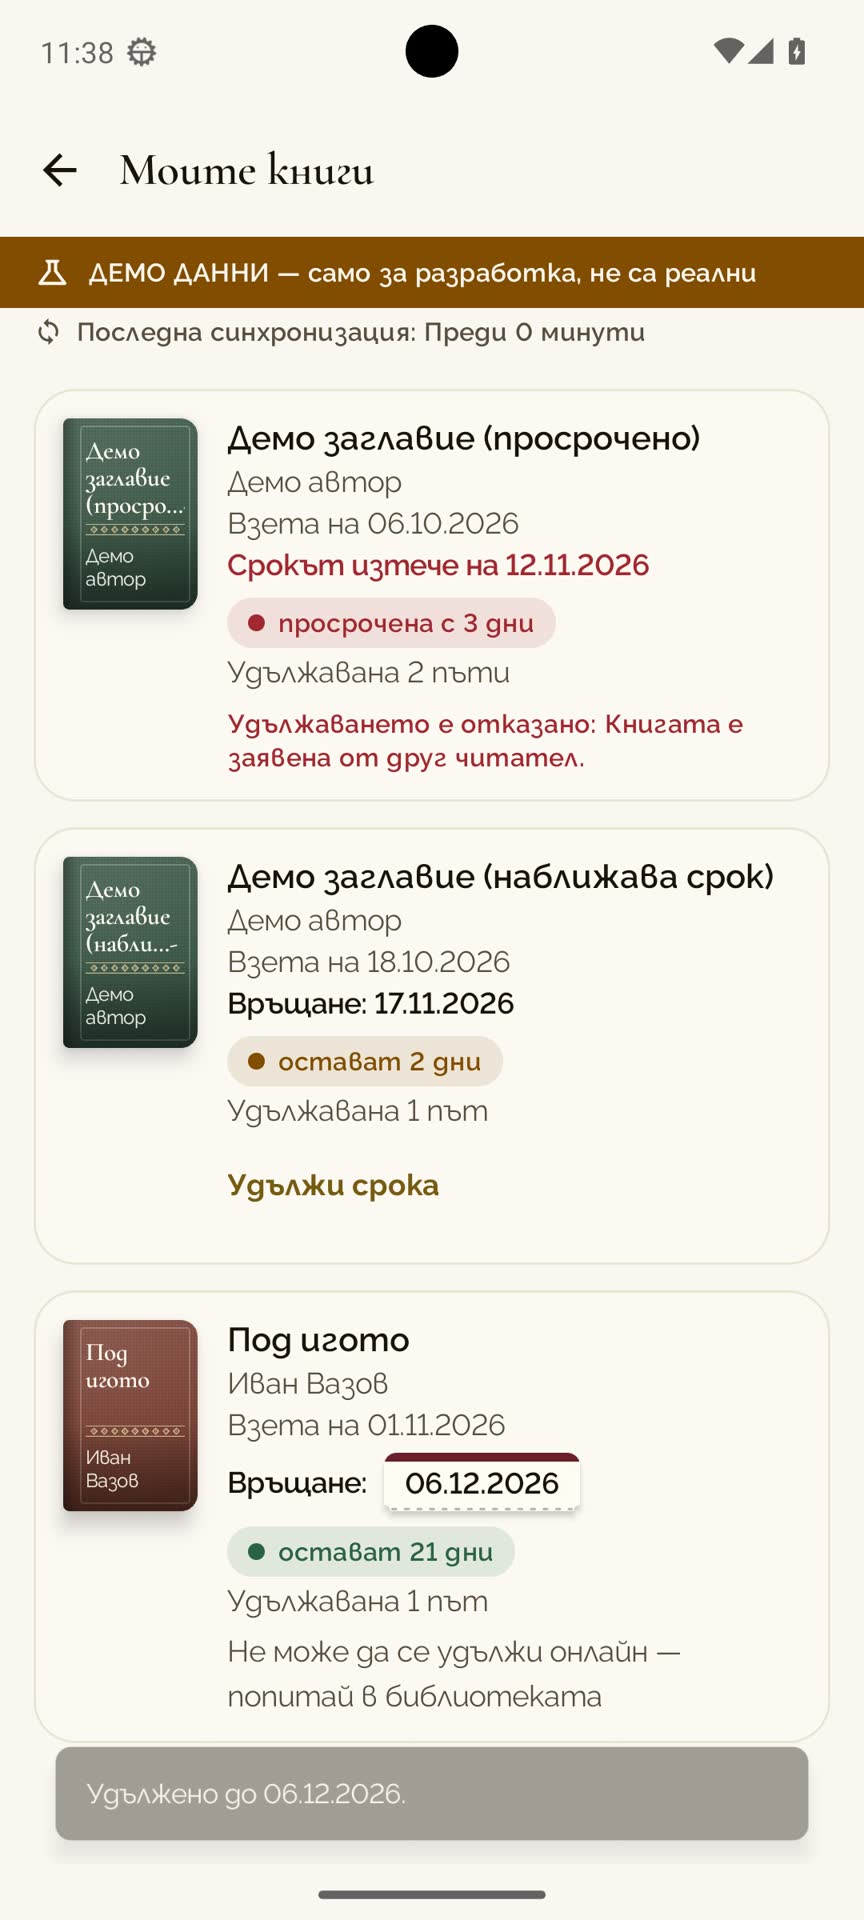 11:38
Моите книги
ДЕМО ДАННИ — само за разработка, не са реални
Последна синхронизация: Преди 0 минути
Демо
заглавие
(просро...
Демо
автор
Демо заглавие (просрочено)
Демо автор
Взета на 06.10.2026
Срокът изтече на 12.11.2026
просрочена с 3 дни
Удължавана 2 пъти
Удължаването е отказано: Книгата е
заявена от друг читател.
Демо
заглавие
(набли...-
Демо
автор
Демо заглавие (наближава срок)
Демо автор
Взета на 18.10.2026
Връщане: 17.11.2026
остават 2 дни
Удължавана 1 път
Удължи срока
Под
игото
Иван
Вазов
Под игото
Иван Вазов
Взета на 01.11.2026
Връщане: 06.12.2026
остават 21 дни
Удължавана 1 път
Не може да се удължи онлайн —
попитай в библиотеката
Удължено до 06.12.2026.